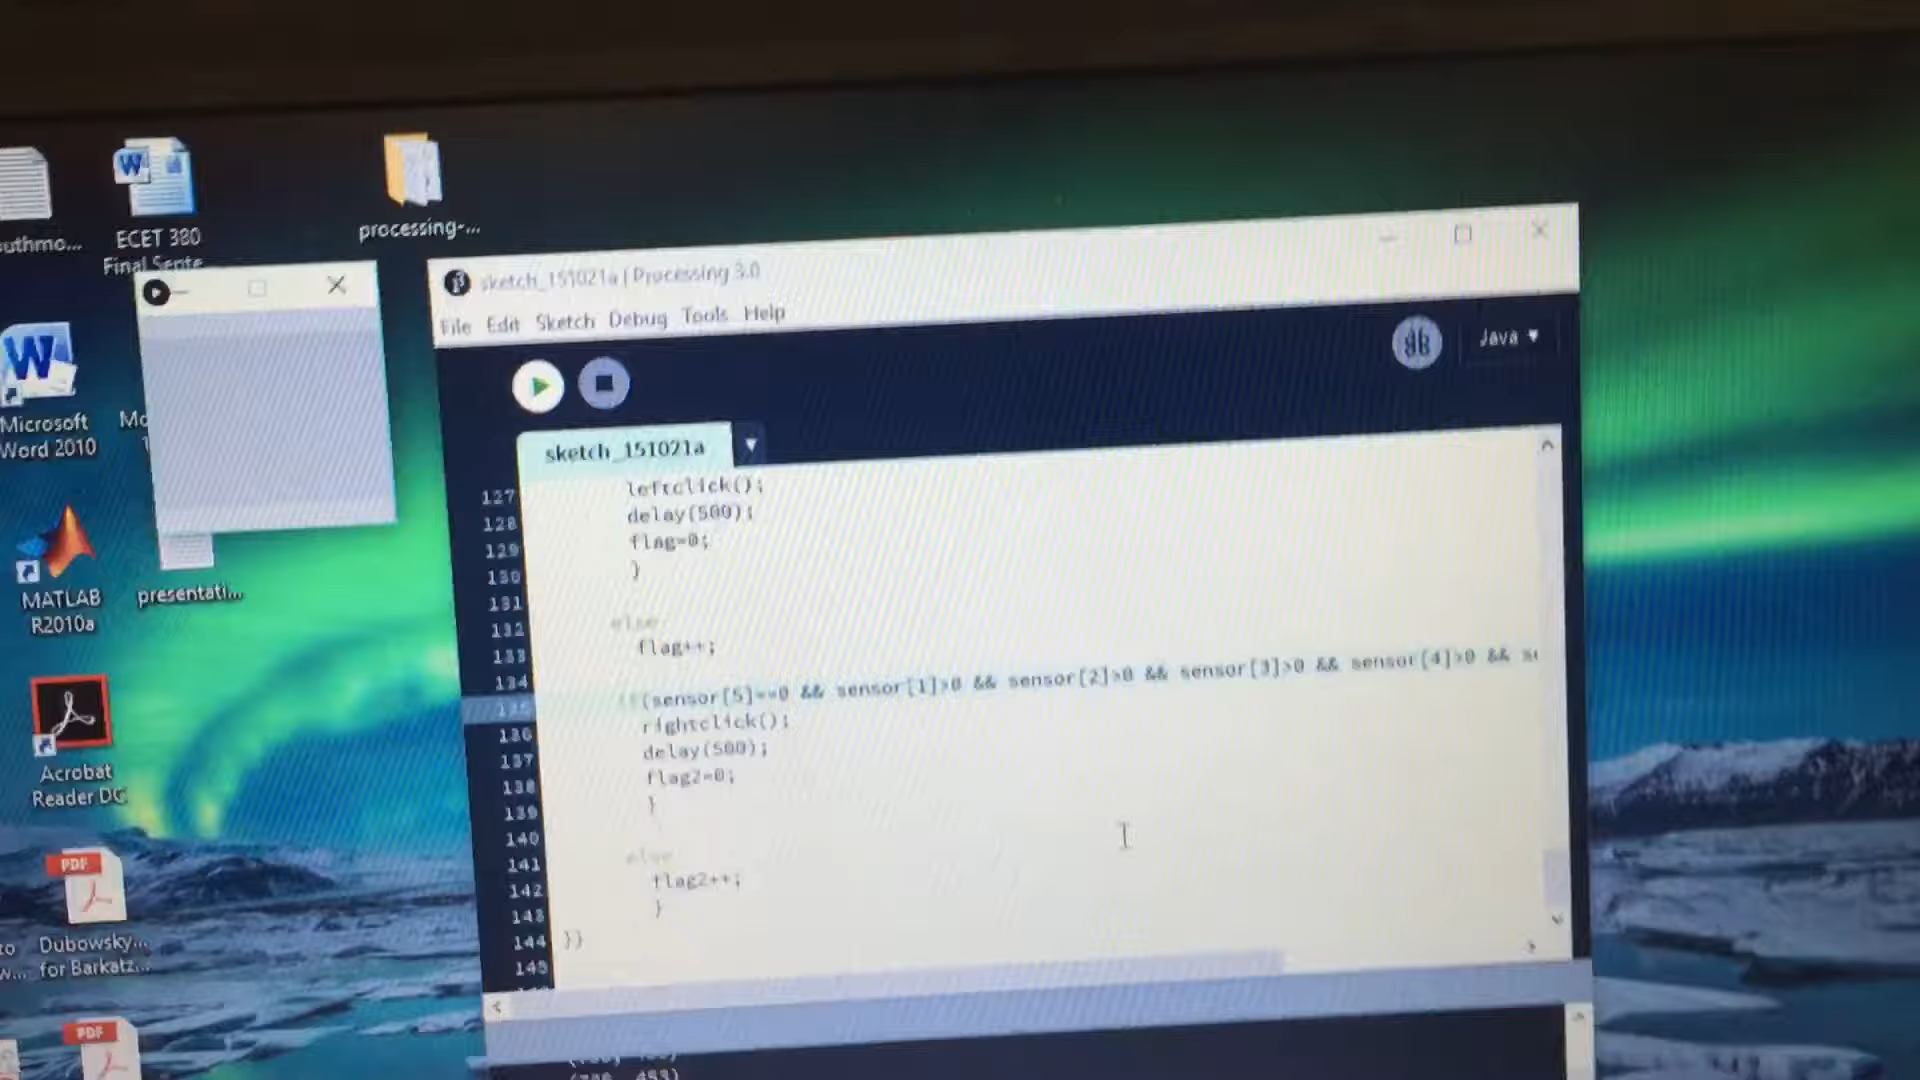 uthmo...
ECET 380
Final Sente
processing-...
Microsoft
Word 2010
MATLAB
R2010a
presentati...
Acrobat
Reader DC
PDF
Dubowsky...
for Barkatz...
PDF
sketch_151021a | Processing 3.0
File Edit Sketch Debug Tools Help
Java ▾
sketch_151021a
127 leftclick();
128 delay(500);
129 flag=0;
130 }
131
132 else
133 flag++;
134
135 if(sensor[5]==0 && sensor[1]>0 && sensor[2]>0 && sensor[3]>0 && sensor[4]>0 && se
136 rightclick();
137 delay(500);
138 flag2=0;
139 }
140
141 else
142 flag2++;
143 }
144 }}
145
453)